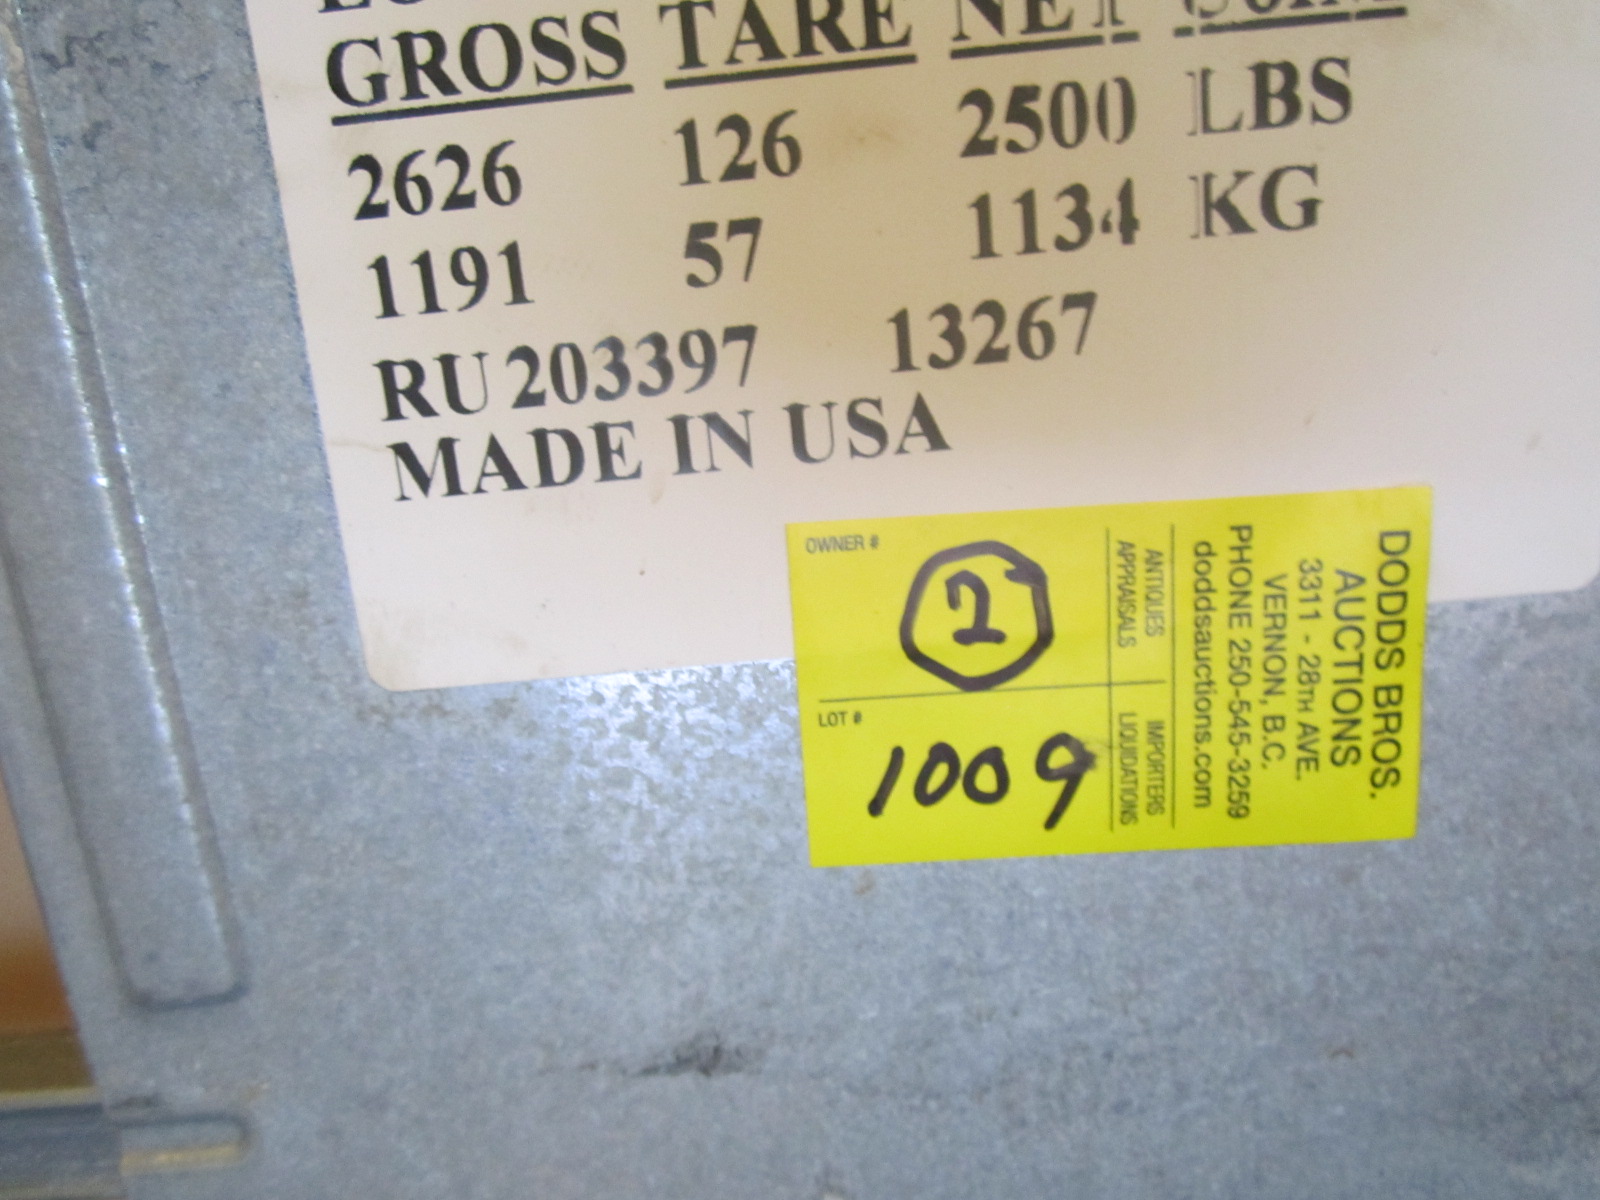 GROSS TARE NET
2626 126 2500 LBS
1191 57 1134 KG
RU 203397 13267
MADE IN USA
OWNER #
2
LOT #
1009
DODDS BROS.
AUCTIONS
3311 - 28TH AVE.
VERNON, B.C.
PHONE 250-545-3259
doddsauctions.com
ANTIQUES IMPORTERS
APPRAISALS LIQUIDATIONS